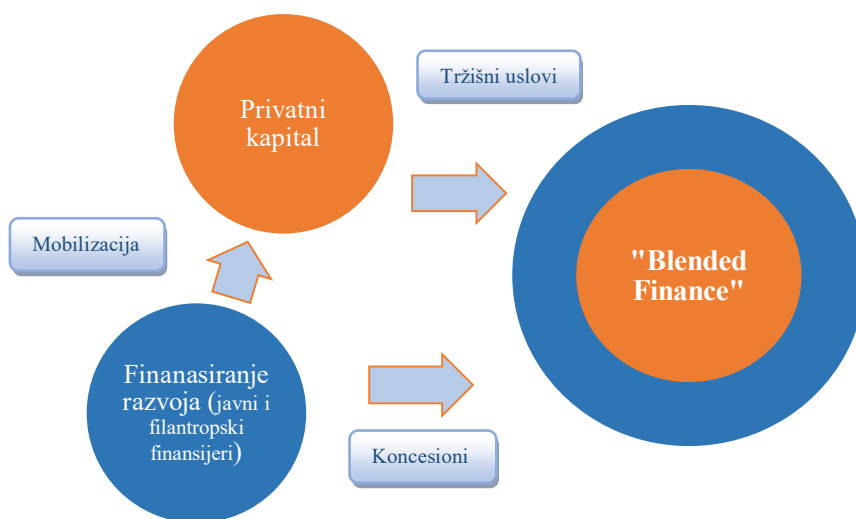 Tržišni uslovi
Privatni
kapital
Mobilizacija
"Blended
Finance"
Finanasiranje
razvoja (javni i
filantropski
finansijeri)
Koncesioni